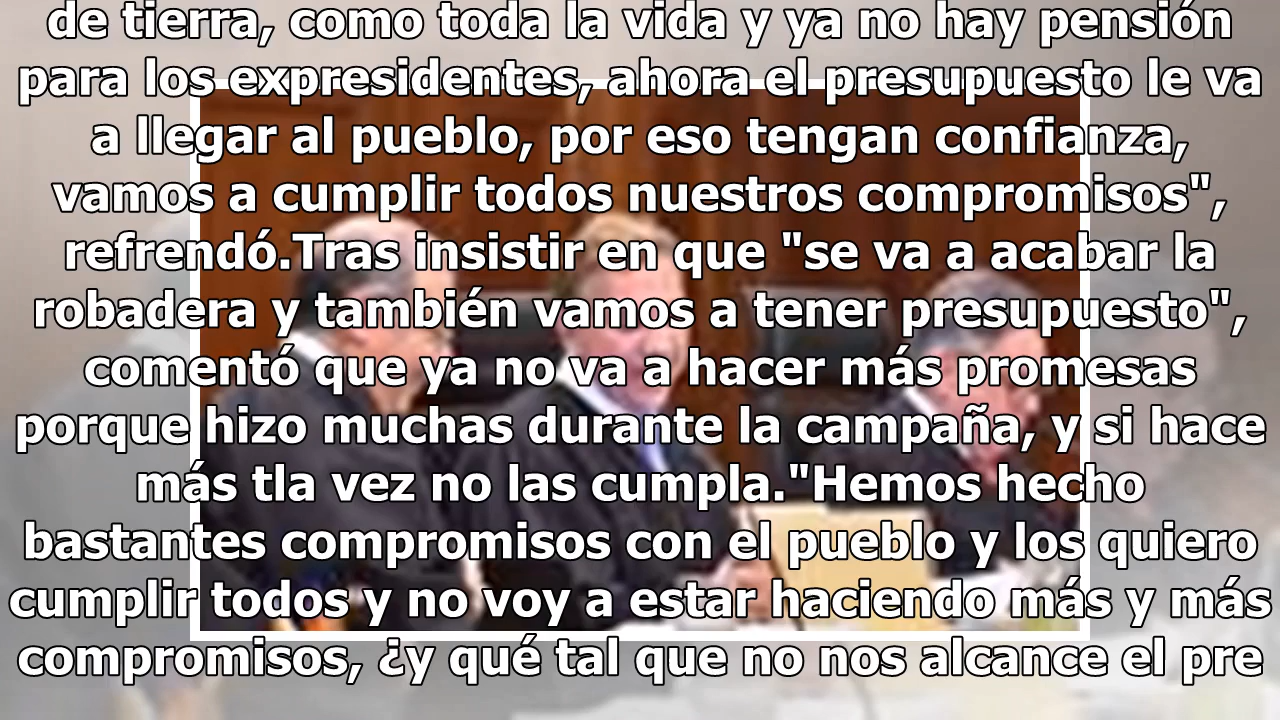 de tierra, como toda la vida y ya no hay pensión
para los expresidentes, ahora el presupuesto le va
a llegar al pueblo, por eso tengan confianza,
vamos a cumplir todos nuestros compromisos",
refrendó.Tras insistir en que "se va a acabar la
robadera y también vamos a tener presupuesto",
comentó que ya no va a hacer más promesas
porque hizo muchas durante la campaña, y si hace
más tla vez no las cumpla."Hemos hecho
bastantes compromisos con el pueblo y los quiero
cumplir todos y no voy a estar haciendo más y más
compromisos, ¿y qué tal que no nos alcance el pre